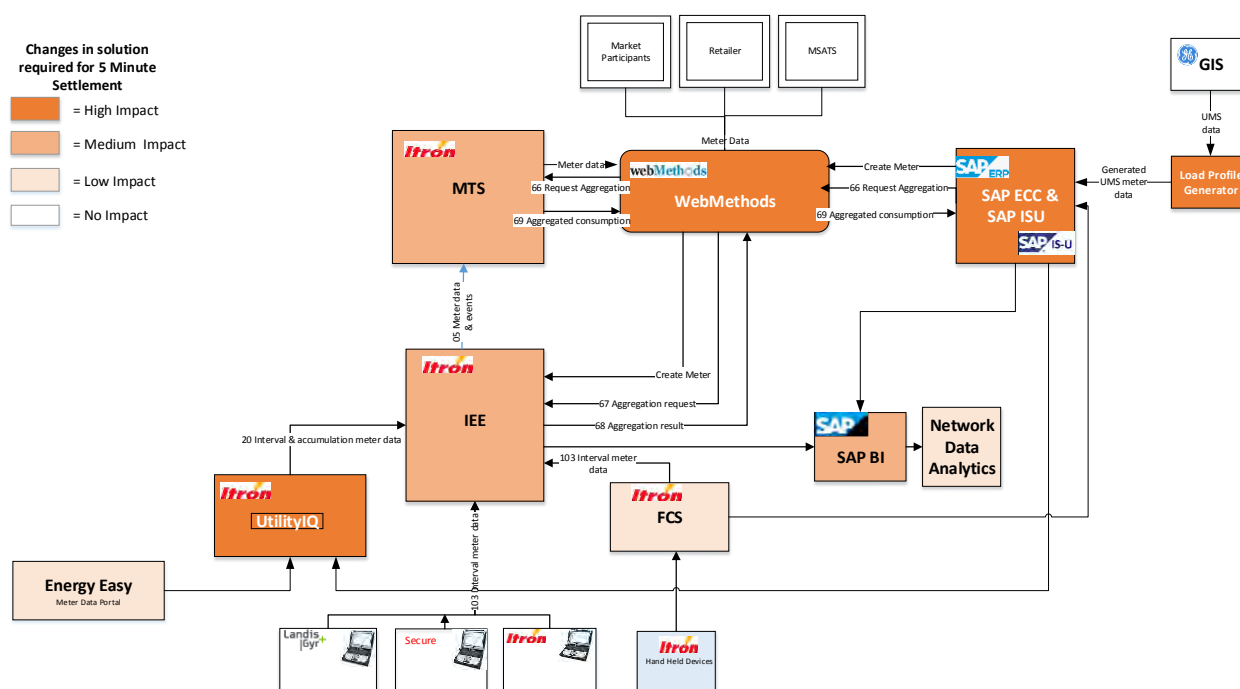 Changes in solution
required for 5 Minute
Settlement
= High Impact
= Medium Impact
= Low Impact
= No Impact
Market
Participants
Retailer
MSATS
GIS
UMS
data
Meter Data
Itron
MTS
Meter data
66 Request Aggregation
69 Aggregated consumption
webMethods
WebMethods
Create Meter
66 Request Aggregation
69 Aggregated consumption
SAP ERP
SAP ECC &
SAP ISU
SAP IS-U
Generated
UMS meter
data
Load Profile
Generator
05 Meter data
& events
Itron
IEE
Create Meter
67 Aggregation request
68 Aggregation result
20 Interval & accumulation meter data
103 Interval meter
data
SAP
SAP BI
Network
Data
Analytics
Itron
UtilityIQ
Itron
FCS
103 Interval meter data
Energy Easy
Meter Data Portal
Landis
|Gyr+
Secure
Itron
Itron
Hand Held Devices